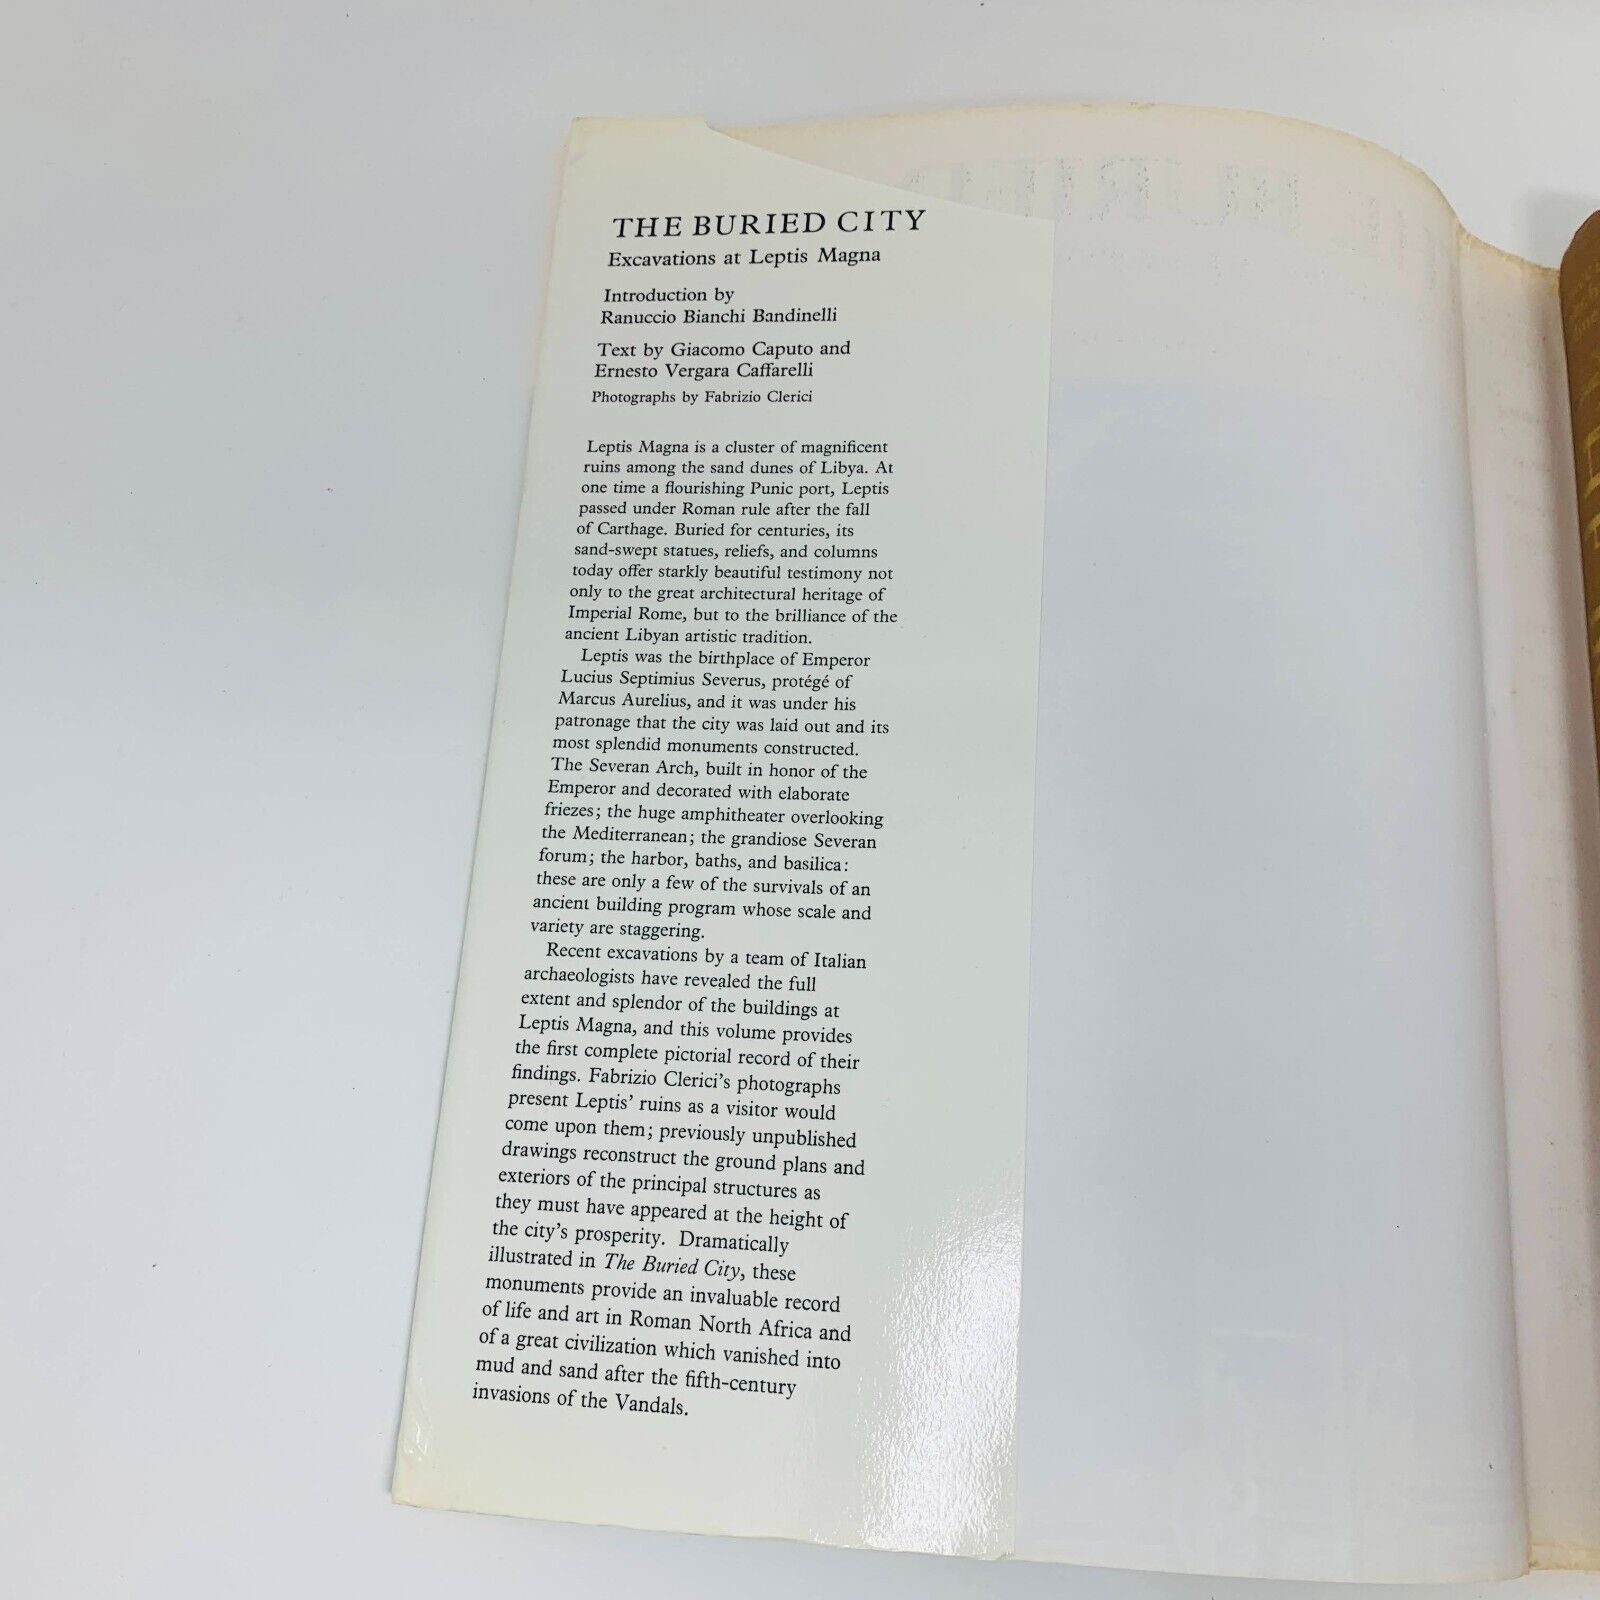 THE BURIED CITY
Excavations at Leptis Magna
Introduction by
Ranuccio Bianchi Bandinelli
Text by Giacomo Caputo and
Ernesto Vergara Caffarelli
Photographs by Fabrizio Clerici
Leptis Magna is a cluster of magnificent
ruins among the sand dunes of Libya. At
one time a flourishing Punic port, Leptis
passed under Roman rule after the fall
of Carthage. Buried for centuries, its
sand-swept statues, reliefs, and columns
today offer starkly beautiful testimony not
only to the great architectural heritage of
Imperial Rome, but to the brilliance of the
ancient Libyan artistic tradition.
Leptis was the birthplace of Emperor
Lucius Septimius Severus, protégé of
Marcus Aurelius, and it was under his
patronage that the city was laid out and its
most splendid monuments constructed.
The Severan Arch, built in honor of the
Emperor and decorated with elaborate
friezes; the huge amphitheater overlooking
the Mediterranean; the grandiose Severan
forum; the harbor, baths, and basilica:
these are only a few of the survivals of an
ancient building program whose scale and
variety are staggering.
Recent excavations by a team of Italian
archaeologists have revealed the full
extent and splendor of the buildings at
Leptis Magna, and this volume provides
the first complete pictorial record of their
findings. Fabrizio Clerici's photographs
present Leptis' ruins as a visitor would
come upon them; previously unpublished
drawings reconstruct the ground plans and
exteriors of the principal structures as
they must have appeared at the height of
the city's prosperity. Dramatically
illustrated in The Buried City, these
monuments provide an invaluable record
of life and art in Roman North Africa and
of a great civilization which vanished into
mud and sand after the fifth-century
invasions of the Vandals.